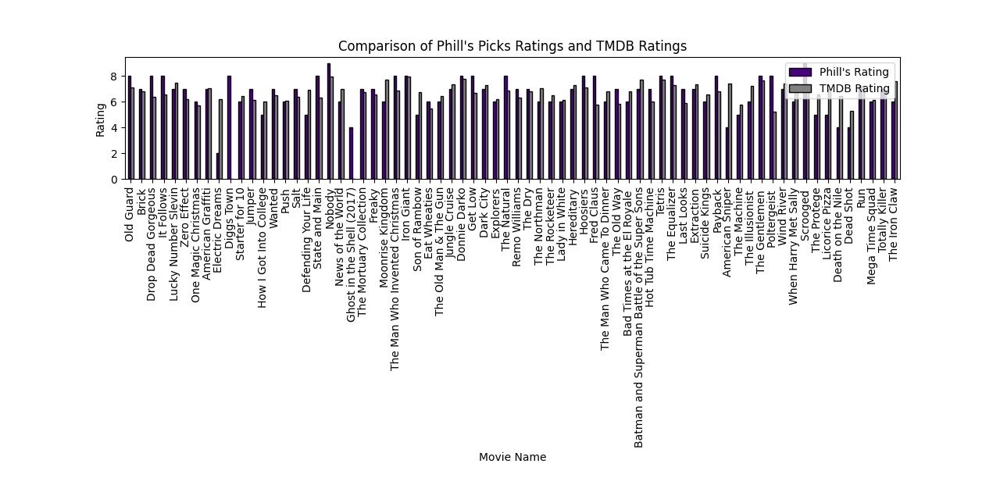 Comparison of Phill's Picks Ratings and TMDB Ratings
Phill's Rating
TMDB Rating
Rating
8
6
4
2
0
Old Guard
Brick
Drop Dead Gorgeous
It Follows
Lucky Number Slevin
Zero Effect
One Magic Christmas
American Graffiti
Electric Dreams
Diggs Town
Starter for 10
Jumper
How I Got Into College
Wanted
Push
Salt
Defending Your Life
State and Main
Nobody
News of the World
Ghost in the Shell (2017)
The Mortuary Collection
Freaky
Moonrise Kingdom
The Man Who Invented Christmas
Iron Giant
Son of Rambow
Eat Wheaties
The Old Man & The Gun
Jungle Cruise
Donnie Darko
Get Low
Dark City
Explorers
The Natural
Remo Williams
The Dry
The Northman
The Rocketeer
Lady in White
Hereditary
Hoosiers
Fred Claus
The Man Who Came To Dinner
The Old Way
Bad Times at the El Royale
Batman and Superman Battle of the Super Sons
Hot Tub Time Machine
Tetris
The Equalizer
Last Looks
Extraction
Suicide Kings
Payback
American Sniper
The Machine
The Illusionist
The Gentlemen
Poltergeist
Wind River
When Harry Met Sally
Scrooged
The Protege
Licorice Pizza
Death on the Nile
Dead Shot
Run
Mega Time Squad
Totally Killer
The Iron Claw
Movie Name